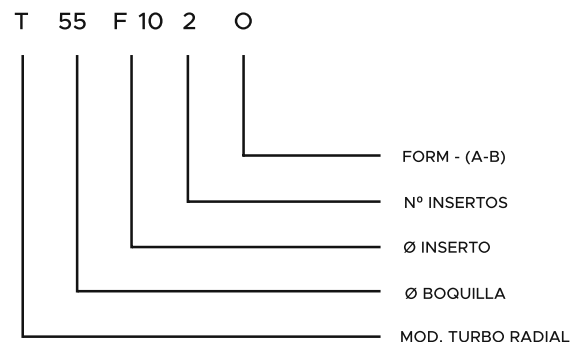 T 55 F 10 2 O
FORM - (A-B)
Nº INSERTOS
Ø INSERTO
Ø BOQUILLA
MOD. TURBO RADIAL